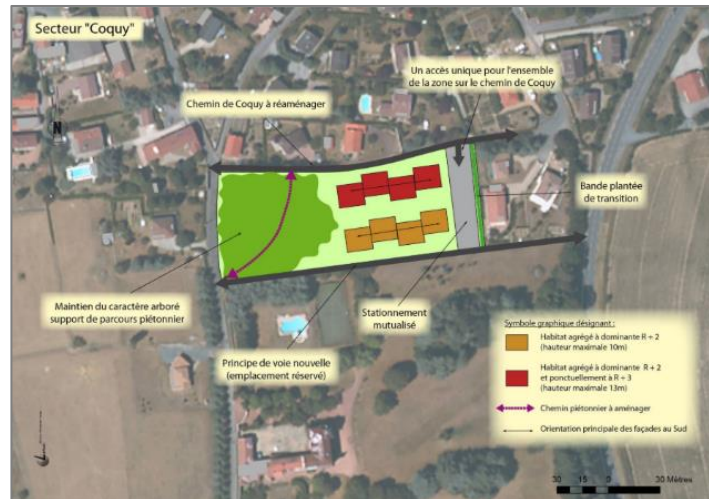 Secteur "Coquy"
Un accès unique pour l'ensemble
de la zone sur le chemin de Coquy
Chemin de Coquy à réaménager
N
Bande plantée
de transition
Maintien du caractère arboré
support de parcours piétonnier
Stationnement
mutualisé
Principe de voie nouvelle
(emplacement réservé)
Symbole graphique désignant :
Habitat agrégé à dominante R + 2
(hauteur maximale 10m)
Habitat agrégé à dominante R + 2
et ponctuellement à R + 3
(hauteur maximale 13m)
Chemin piétonnier à aménager
Orientation principale des façades au Sud
30 15 0 30 Mètres